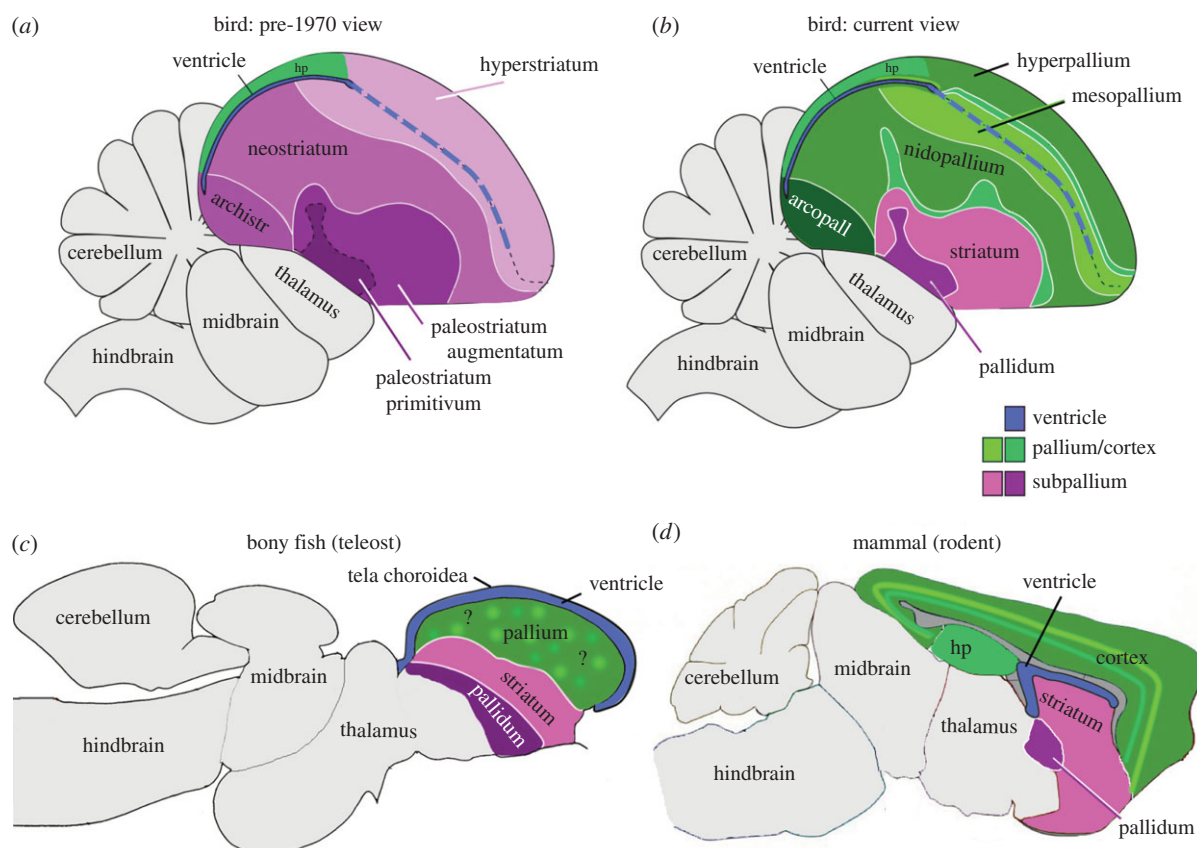 (a)
bird: pre-1970 view
ventricle
hp
hyperstriatum
neostriatum
archistr
cerebellum
thalamus
midbrain
hindbrain
paleostriatum
augmentatum
paleostriatum
primitivum
(b)
bird: current view
ventricle
hp
hyperpallium
mesopallium
nidopallium
arcopall
striatum
cerebellum
thalamus
midbrain
hindbrain
pallidum
ventricle
pallium/cortex
subpallium
(c)
bony fish (teleost)
tela choroidea
ventricle
cerebellum
?
pallium
?
midbrain
striatum
pallidum
thalamus
hindbrain
(d)
mammal (rodent)
ventricle
hp
cortex
cerebellum
midbrain
striatum
thalamus
hindbrain
pallidum